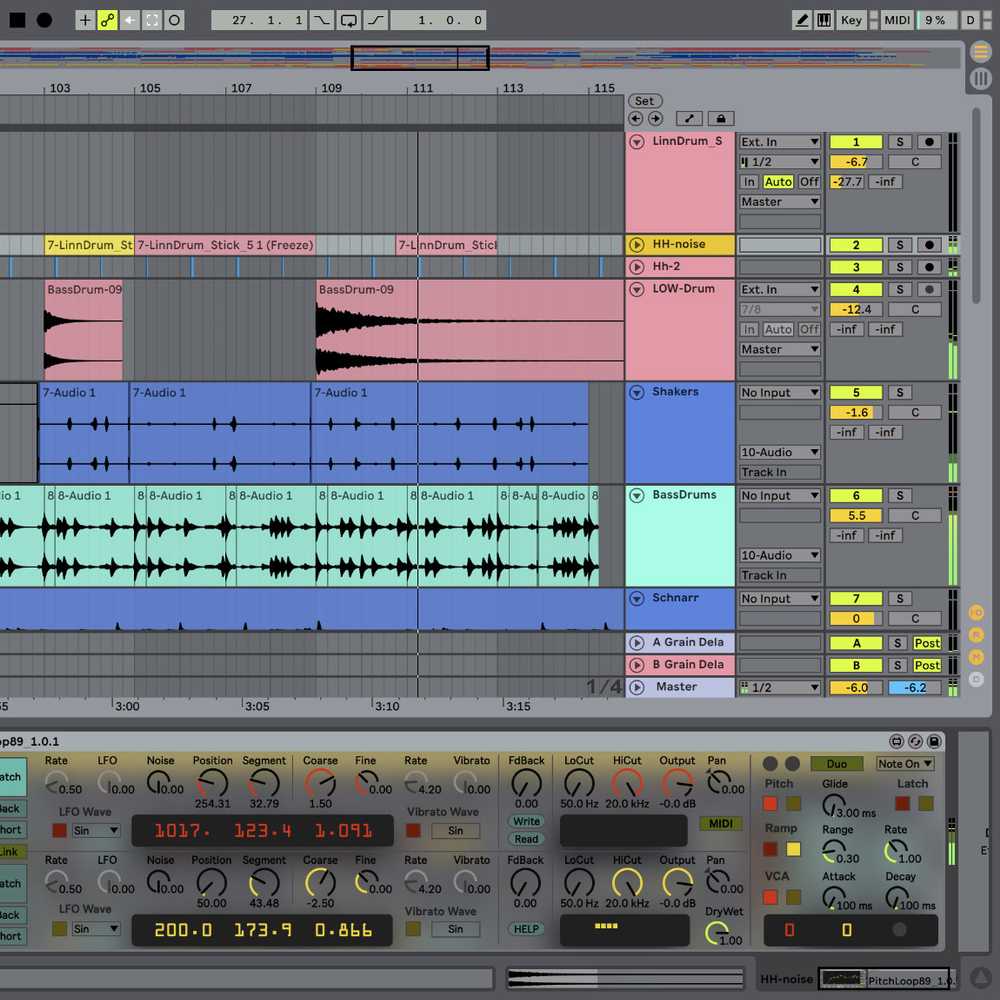 27. 1. 1 1. 0. 0 Key MIDI 9 % D
103 105 107 109 111 113 115
Set
LinnDrum_S Ext. In 1 S
1/2 -6.7 C
In Auto Off -27.7 -inf
Master
7-LinnDrum_St 7-LinnDrum_Stick_5 1 (Freeze) 7-LinnDrum_Sticl HH-noise 2 S
Hh-2 3 S
BassDrum-09 BassDrum-09 LOW-Drum Ext. In 4 S
7/8 -12.4 C
In Auto Off -inf -inf
Master
7-Audio 1 7-Audio 1 7-Audio 1 Shakers No Input 5 S
-1.6 C
-inf -inf
10-Audio
Track In
io 1 8 8-Audio 1 8 8-Audio 1 8 8-Audio 1 8 8-Audio 1 8 8-Audio 1 8 8-Au 8-Audio 8 BassDrums No Input 6 S
5.5 C
-inf -inf
10-Audio
Track In
Schnarr No Input 7 S
0 C
A Grain Dela A S Post
B Grain Dela B S Post
1/4 Master 1/2 -6.0 -6.2
55 3:00 3:05 3:10 3:15
op89_1.0.1
Rate LFO Noise Position Segment Coarse Fine Rate Vibrato FdBack LoCut HiCut Output Pan Duo Note On
atch 0.50 0.00 0.00 254.31 32.79 1.50 0.00 4.20 0.00 0.00 50.0 Hz 20.0 kHz -0.0 dB 0.00 Pitch Glide Latch
Back LFO Wave Vibrato Wave Write 3.00 ms
hort Sin 1017. 123.4 1.091 Sin Read MIDI Ramp Range Rate
Link 0.30 1.00
Rate LFO Noise Position Segment Coarse Fine Rate Vibrato FdBack LoCut HiCut Output Pan
atch 0.50 0.00 0.00 50.00 43.48 -2.50 0.00 4.20 0.00 0.00 50.0 Hz 20.0 kHz -0.0 dB 0.00 VCA Attack Decay
100 ms 100 ms
Back LFO Wave Vibrato Wave DryWet
hort Sin 200.0 173.9 0.866 Sin HELP 1.00 0 0
HH-noise PitchLoop89_1.0.